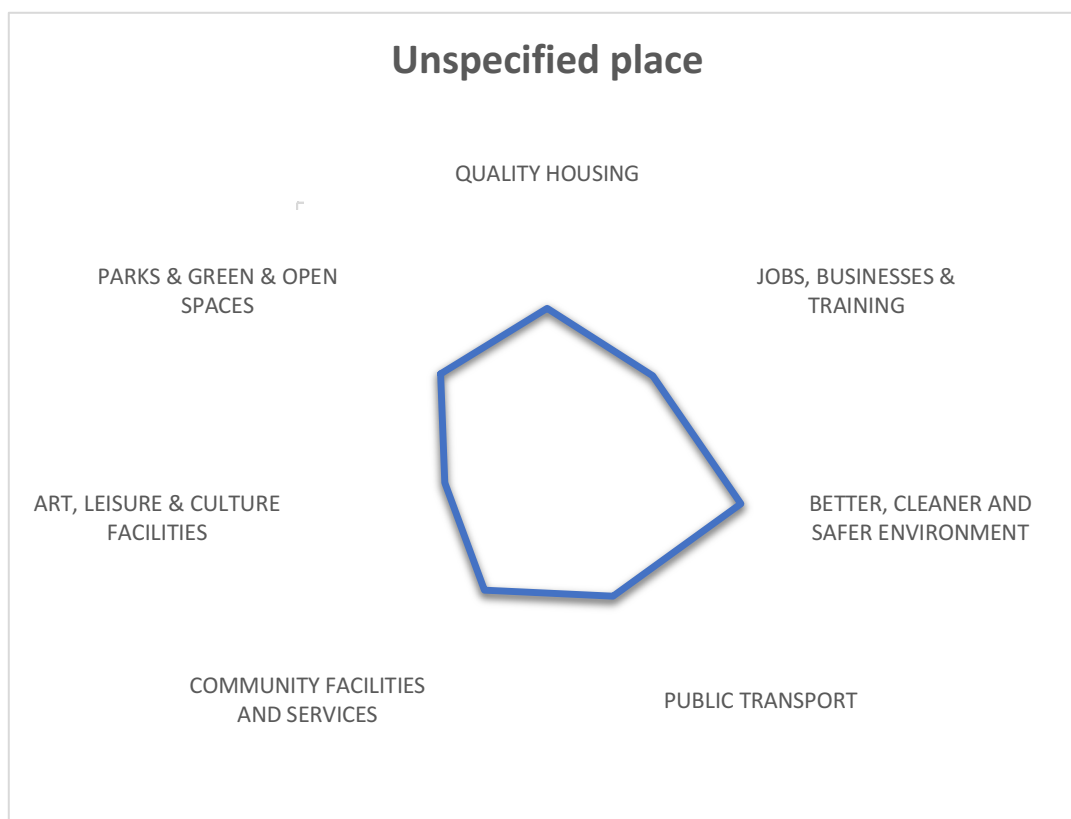 Unspecified place
QUALITY HOUSING
JOBS, BUSINESSES &
TRAINING
BETTER, CLEANER AND
SAFER ENVIRONMENT
PUBLIC TRANSPORT
COMMUNITY FACILITIES
AND SERVICES
ART, LEISURE & CULTURE
FACILITIES
PARKS & GREEN & OPEN
SPACES